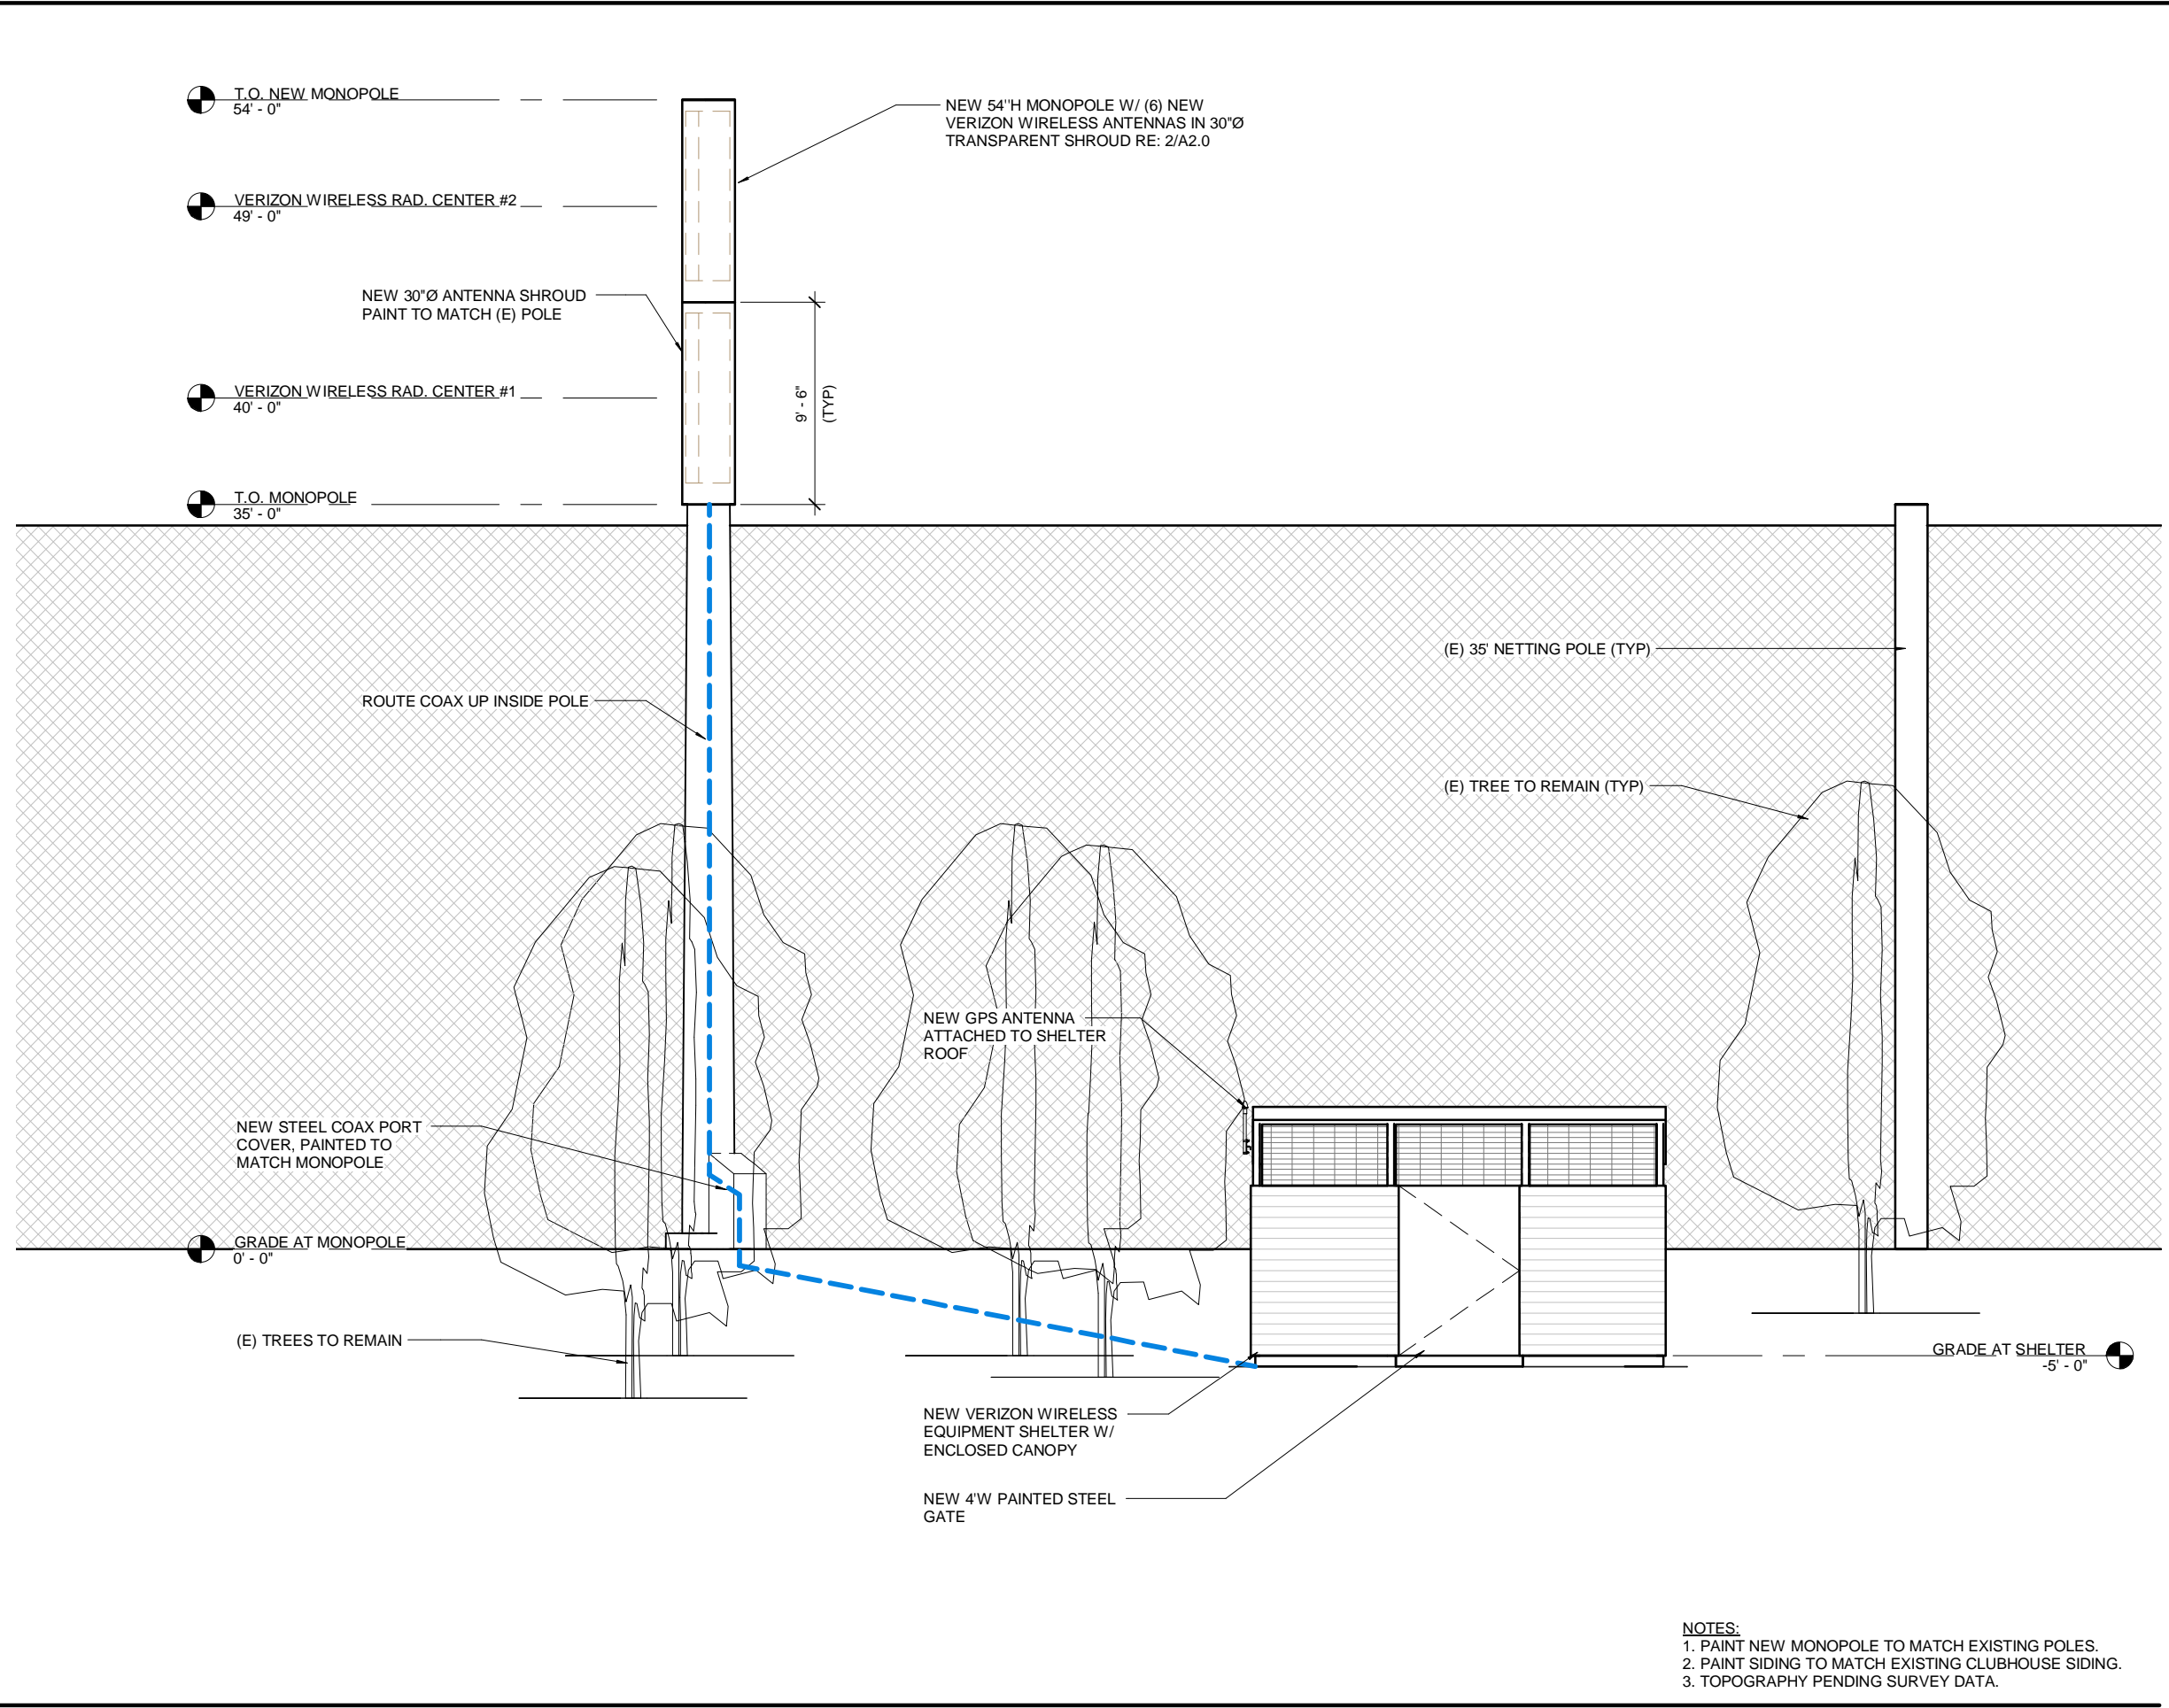 T.O. NEW MONOPOLE
54' - 0"
NEW 54"H MONOPOLE W/ (6) NEW
VERIZON WIRELESS ANTENNAS IN 30"Ø
TRANSPARENT SHROUD RE: 2/A2.0
VERIZON WIRELESS RAD. CENTER #2
49' - 0"
NEW 30"Ø ANTENNA SHROUD
PAINT TO MATCH (E) POLE
VERIZON WIRELESS RAD. CENTER #1
40' - 0"
9' - 6"
(TYP)
T.O. MONOPOLE
35' - 0"
(E) 35' NETTING POLE (TYP)
ROUTE COAX UP INSIDE POLE
(E) TREE TO REMAIN (TYP)
NEW GPS ANTENNA
ATTACHED TO SHELTER
ROOF
NEW STEEL COAX PORT
COVER, PAINTED TO
MATCH MONOPOLE
GRADE AT MONOPOLE
0' - 0"
(E) TREES TO REMAIN
GRADE AT SHELTER
-5' - 0"
NEW VERIZON WIRELESS
EQUIPMENT SHELTER W/
ENCLOSED CANOPY
NEW 4'W PAINTED STEEL
GATE
NOTES:
1. PAINT NEW MONOPOLE TO MATCH EXISTING POLES.
2. PAINT SIDING TO MATCH EXISTING CLUBHOUSE SIDING.
3. TOPOGRAPHY PENDING SURVEY DATA.